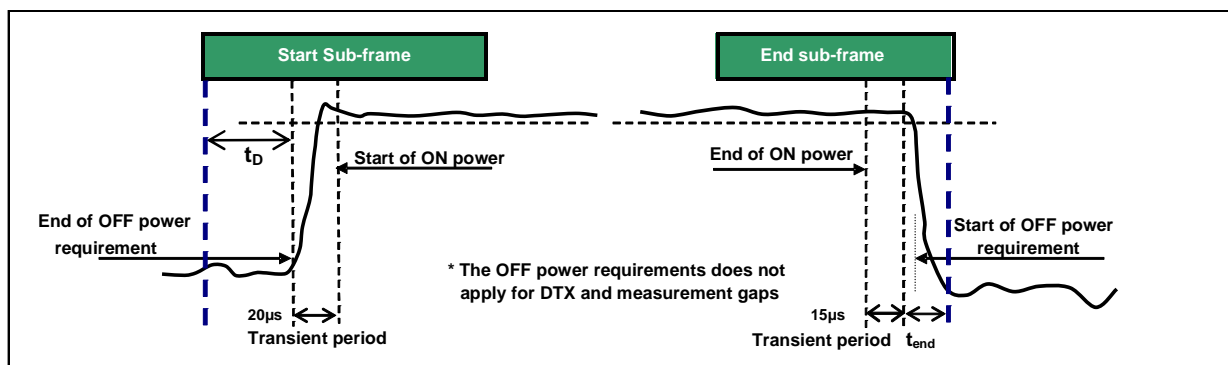 Start Sub-frame
End sub-frame
t_D
Start of ON power
End of ON power
End of OFF power
requirement
Start of OFF power
requirement
* The OFF power requirements does not
apply for DTX and measurement gaps
20µs
Transient period
15µs
Transient period
t_end